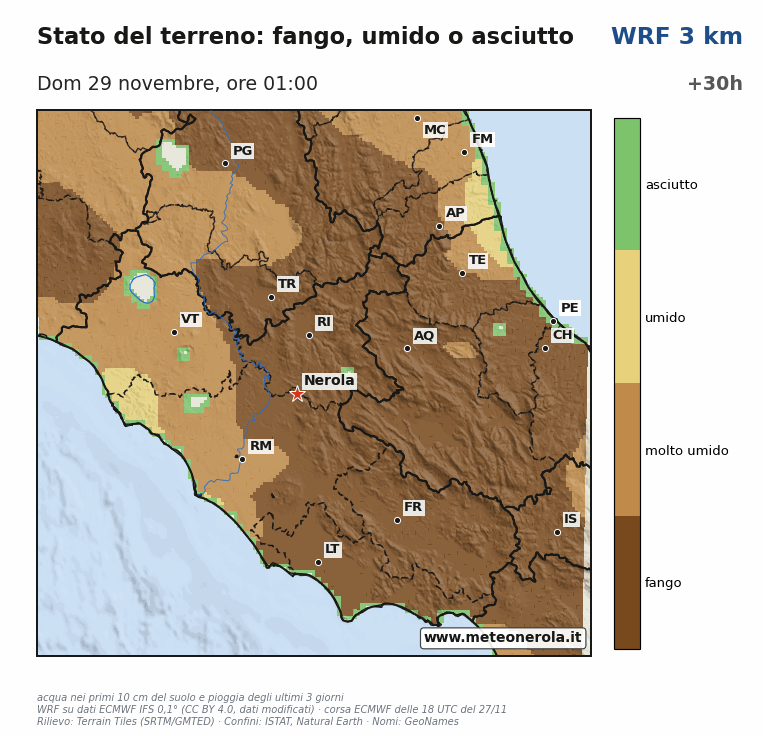 Stato del terreno: fango, umido o asciutto
WRF 3 km
Dom 29 novembre, ore 01:00
+30h
MC
FM
PG
AP
TE
TR
PE
VT
RI
AQ
CH
Nerola
RM
FR
IS
LT
www.meteonerola.it
asciutto
umido
molto umido
fango
acqua nei primi 10 cm del suolo e pioggia degli ultimi 3 giorni
WRF su dati ECMWF IFS 0,1° (CC BY 4.0, dati modificati) · corsa ECMWF delle 18 UTC del 27/11
Rilievo: Terrain Tiles (SRTM/GMTED) · Confini: ISTAT, Natural Earth · Nomi: GeoNames